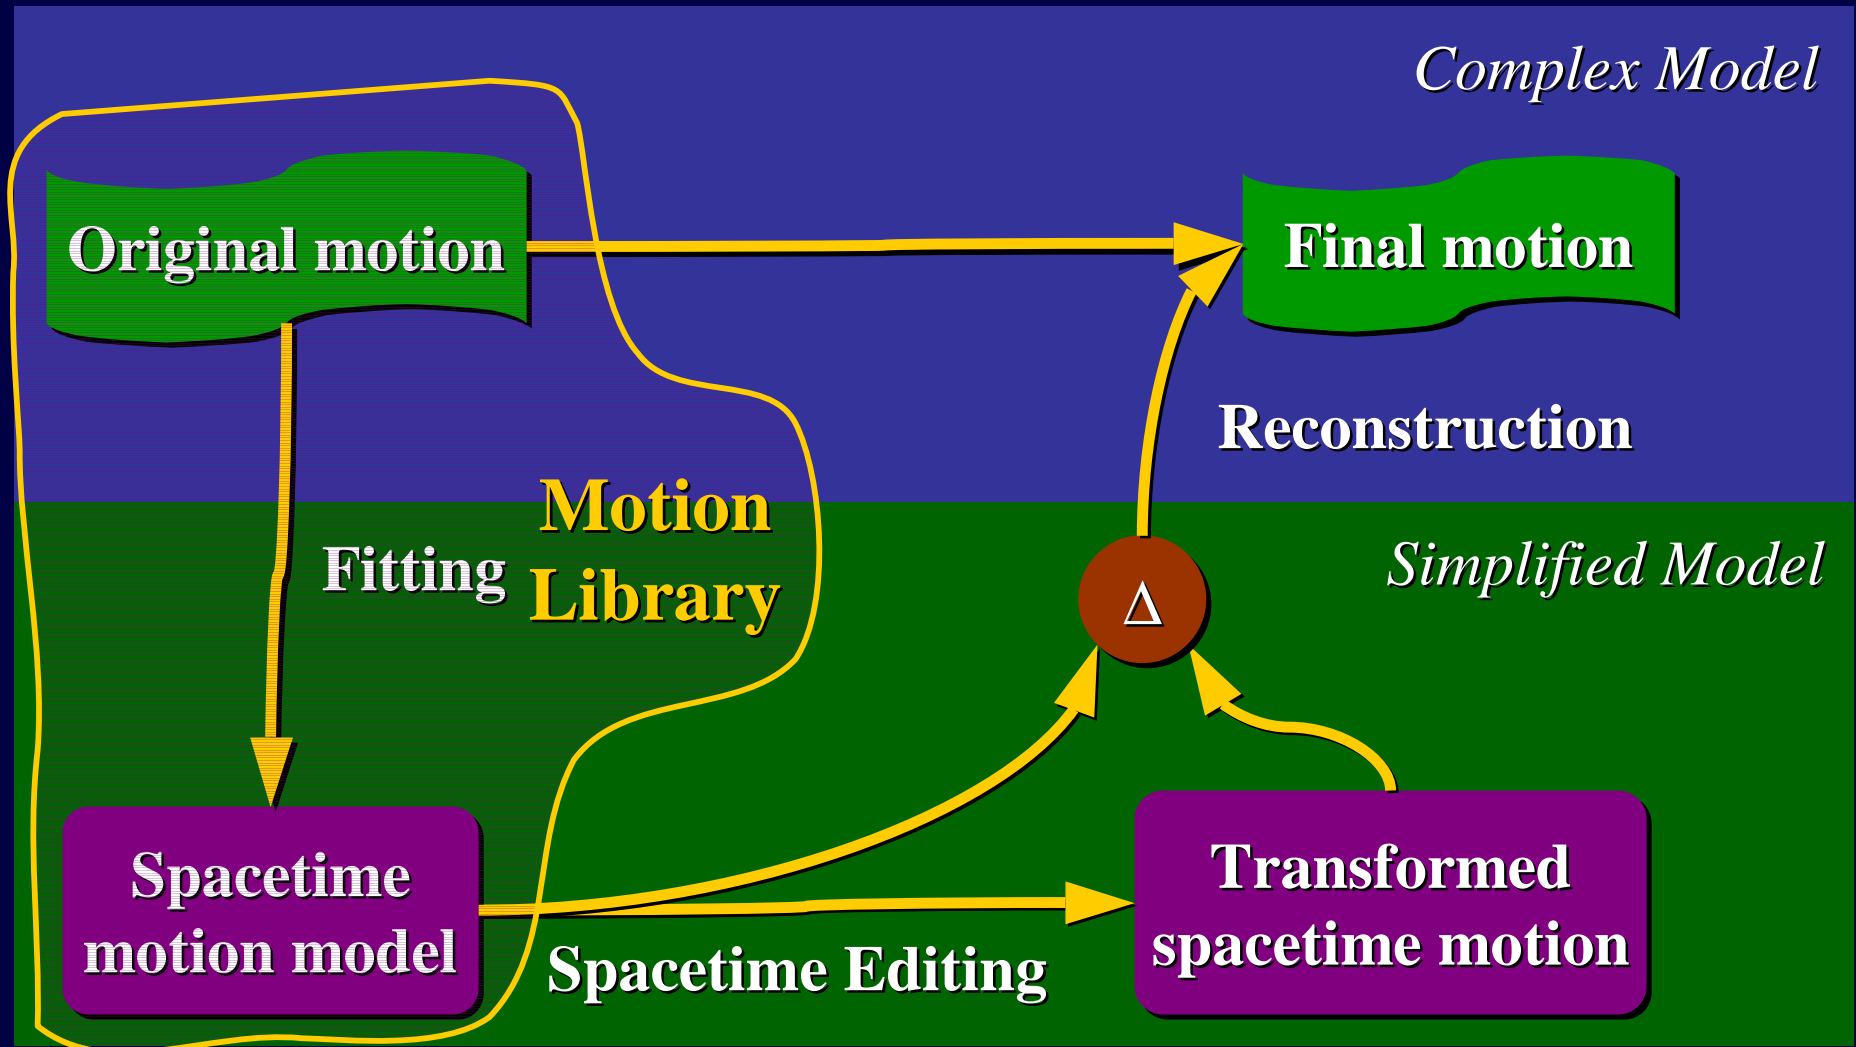 Complex Model
Original motion
Final motion
Reconstruction
Motion
Library
Fitting
Simplified Model
Δ
Spacetime
motion model
Transformed
spacetime motion
Spacetime Editing